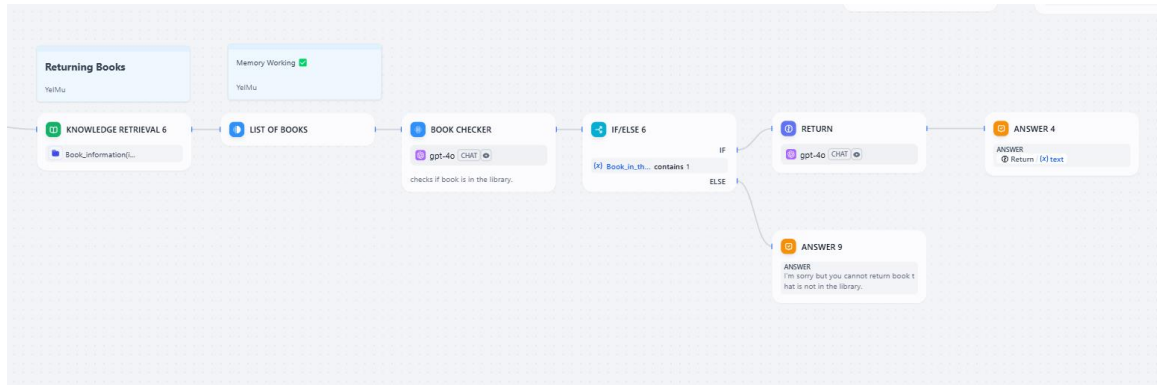 Returning Books
YelMu
Memory Working
YelMu
KNOWLEDGE RETRIEVAL 6
Book_information(i...
LIST OF BOOKS
BOOK CHECKER
gpt-4o CHAT
checks if book is in the library.
IF/ELSE 6
IF
{x} Book_in_th... contains 1
ELSE
RETURN
gpt-4o CHAT
ANSWER 4
ANSWER
Return {x} text
ANSWER 9
ANSWER
I'm sorry but you cannot return book t
hat is not in the library.